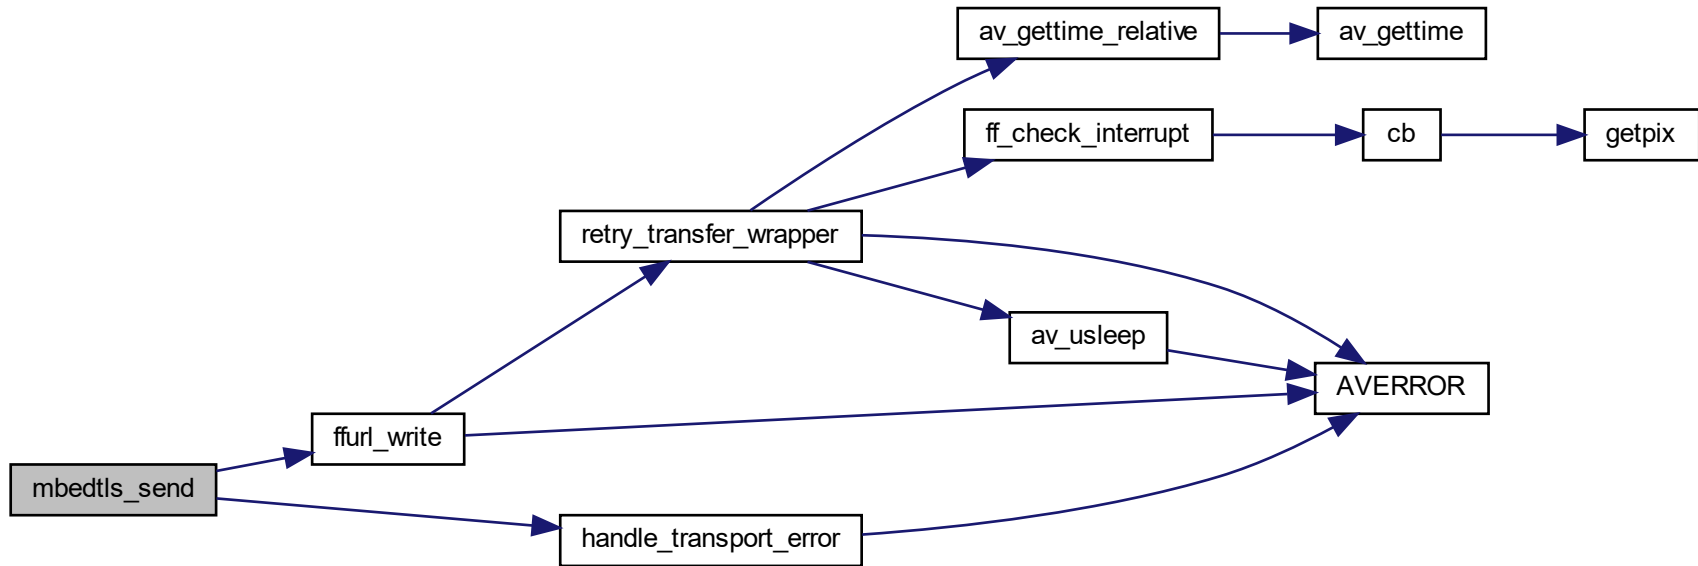 av_gettime_relative
av_gettime
ff_check_interrupt
cb
getpix
retry_transfer_wrapper
av_usleep
AVERROR
ffurl_write
mbedtls_send
handle_transport_error